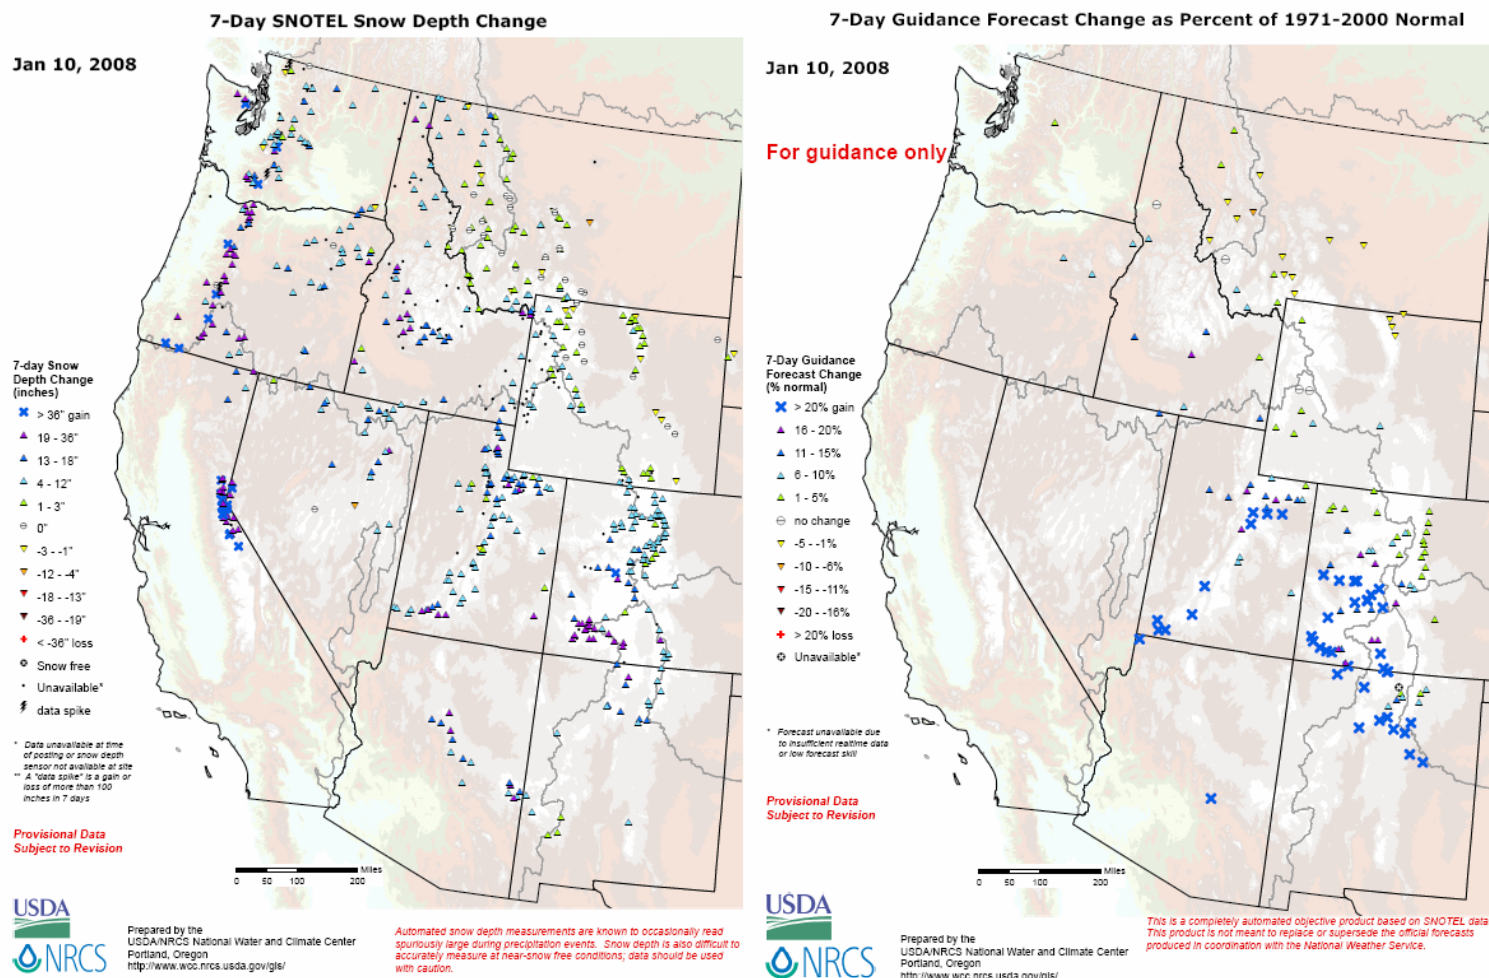 7-Day SNOTEL Snow Depth Change
Jan 10, 2008
7-day Snow
Depth Change
(inches)
> 36" gain
19 - 36"
13 - 18"
4 - 12"
1 - 3"
0"
-3 - -1"
-12 - -4"
-18 - -13"
-36 - -19"
< -36" loss
Snow free
Unavailable*
data spike
* Data unavailable at time
of posting or snow depth
sensor not available at site
** A "data spike" is a gain or
loss of more than 100
inches in 7 days
Provisional Data
Subject to Revision
Miles
0 50 100 200
USDA
NRCS
Prepared by the
USDA/NRCS National Water and Climate Center
Portland, Oregon
http://www.wcc.nrcs.usda.gov/gis/
Automated snow depth measurements are known to occasionally read
spuriously large during precipitation events. Snow depth is also difficult to
accurately measure at near-snow free conditions; data should be used
with caution.
7-Day Guidance Forecast Change as Percent of 1971-2000 Normal
Jan 10, 2008
For guidance only
7-Day Guidance
Forecast Change
(% normal)
> 20% gain
16 - 20%
11 - 15%
6 - 10%
1 - 5%
no change
-5 - -1%
-10 - -6%
-15 - -11%
-20 - -16%
> 20% loss
Unavailable*
* Forecast unavailable due
to insufficient realtime data
or low forecast skill
Provisional Data
Subject to Revision
Miles
0 50 100 200
USDA
NRCS
Prepared by the
USDA/NRCS National Water and Climate Center
Portland, Oregon
http://www.wcc.nrcs.usda.gov/gis/
This is a completely automated objective product based on SNOTEL data
This product is not meant to replace or supersede the official forecasts
produced in coordination with the National Weather Service.